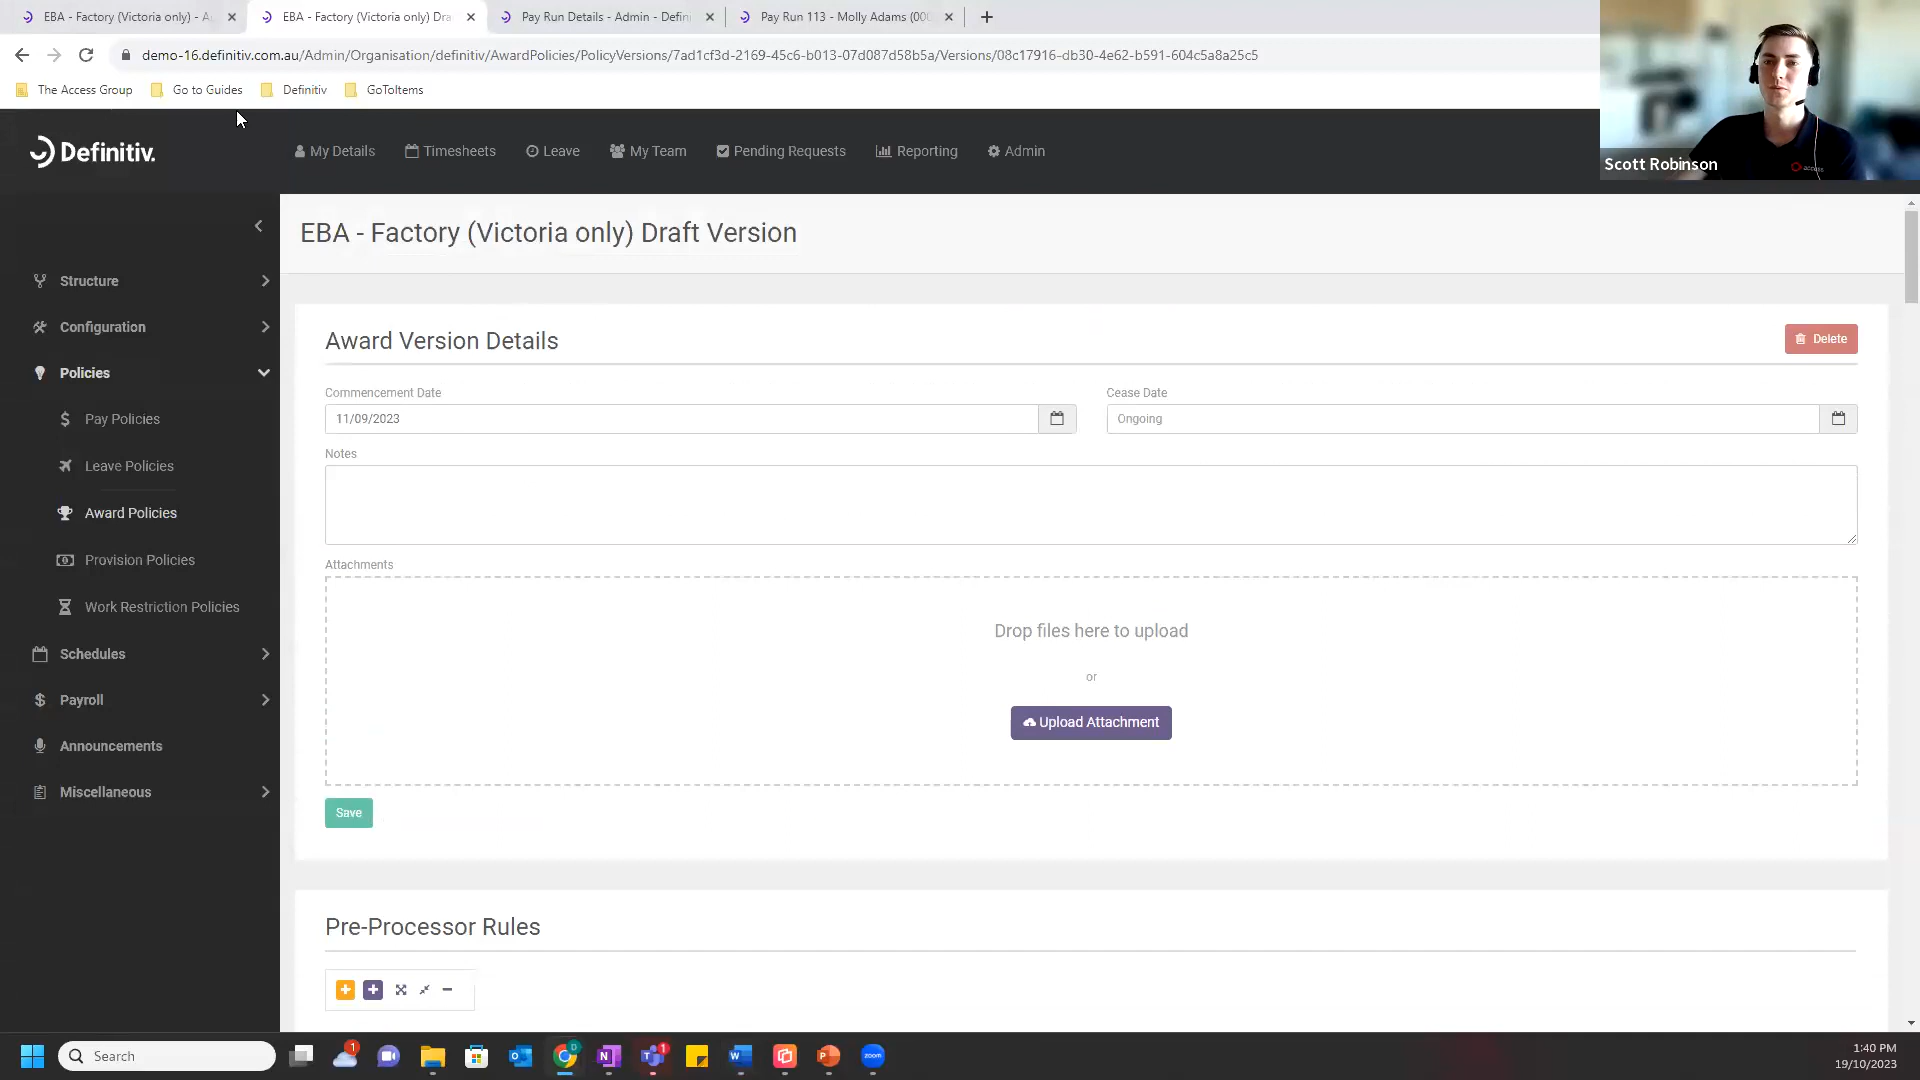 EBA - Factory (Victoria only) - A
EBA - Factory (Victoria only) Dra
Pay Run Details - Admin - Defini
Pay Run 113 - Molly Adams (000
demo-16.definitiv.com.au/Admin/Organisation/definitiv/AwardPolicies/PolicyVersions/7ad1cf3d-2169-45c6-b013-07d087d58b5a/Versions/08c17916-db30-4e62-b591-604c5a8a25c5
The Access Group
Go to Guides
Definitiv
GoToItems
Definitiv.
My Details
Timesheets
Leave
My Team
Pending Requests
Reporting
Admin
Scott Robinson
access
Structure
Configuration
Policies
Pay Policies
Leave Policies
Award Policies
Provision Policies
Work Restriction Policies
Schedules
Payroll
Announcements
Miscellaneous
EBA - Factory (Victoria only) Draft Version
Award Version Details
Delete
Commencement Date
Cease Date
11/09/2023
Ongoing
Notes
Attachments
Drop files here to upload
or
Upload Attachment
Save
Pre-Processor Rules
Search
1
1
zoom
1:40 PM
19/10/2023